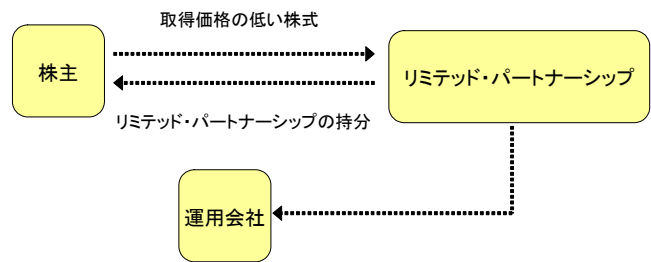 取得価格の低い株式
株主
リミテッド・パートナーシップ
リミテッド・パートナーシップの持分
運用会社